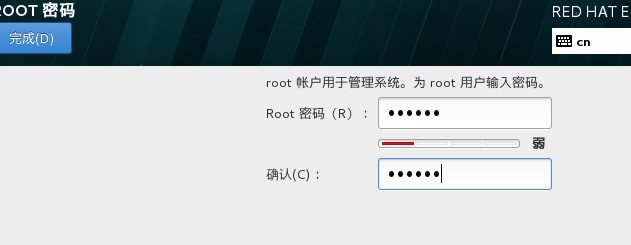 ROOT 密码
RED HAT E
完成(D)
cn
root 帐户用于管理系统。为 root 用户输入密码。
Root 密码（R）： ●●●●●●
弱
确认(C)： ●●●●●●